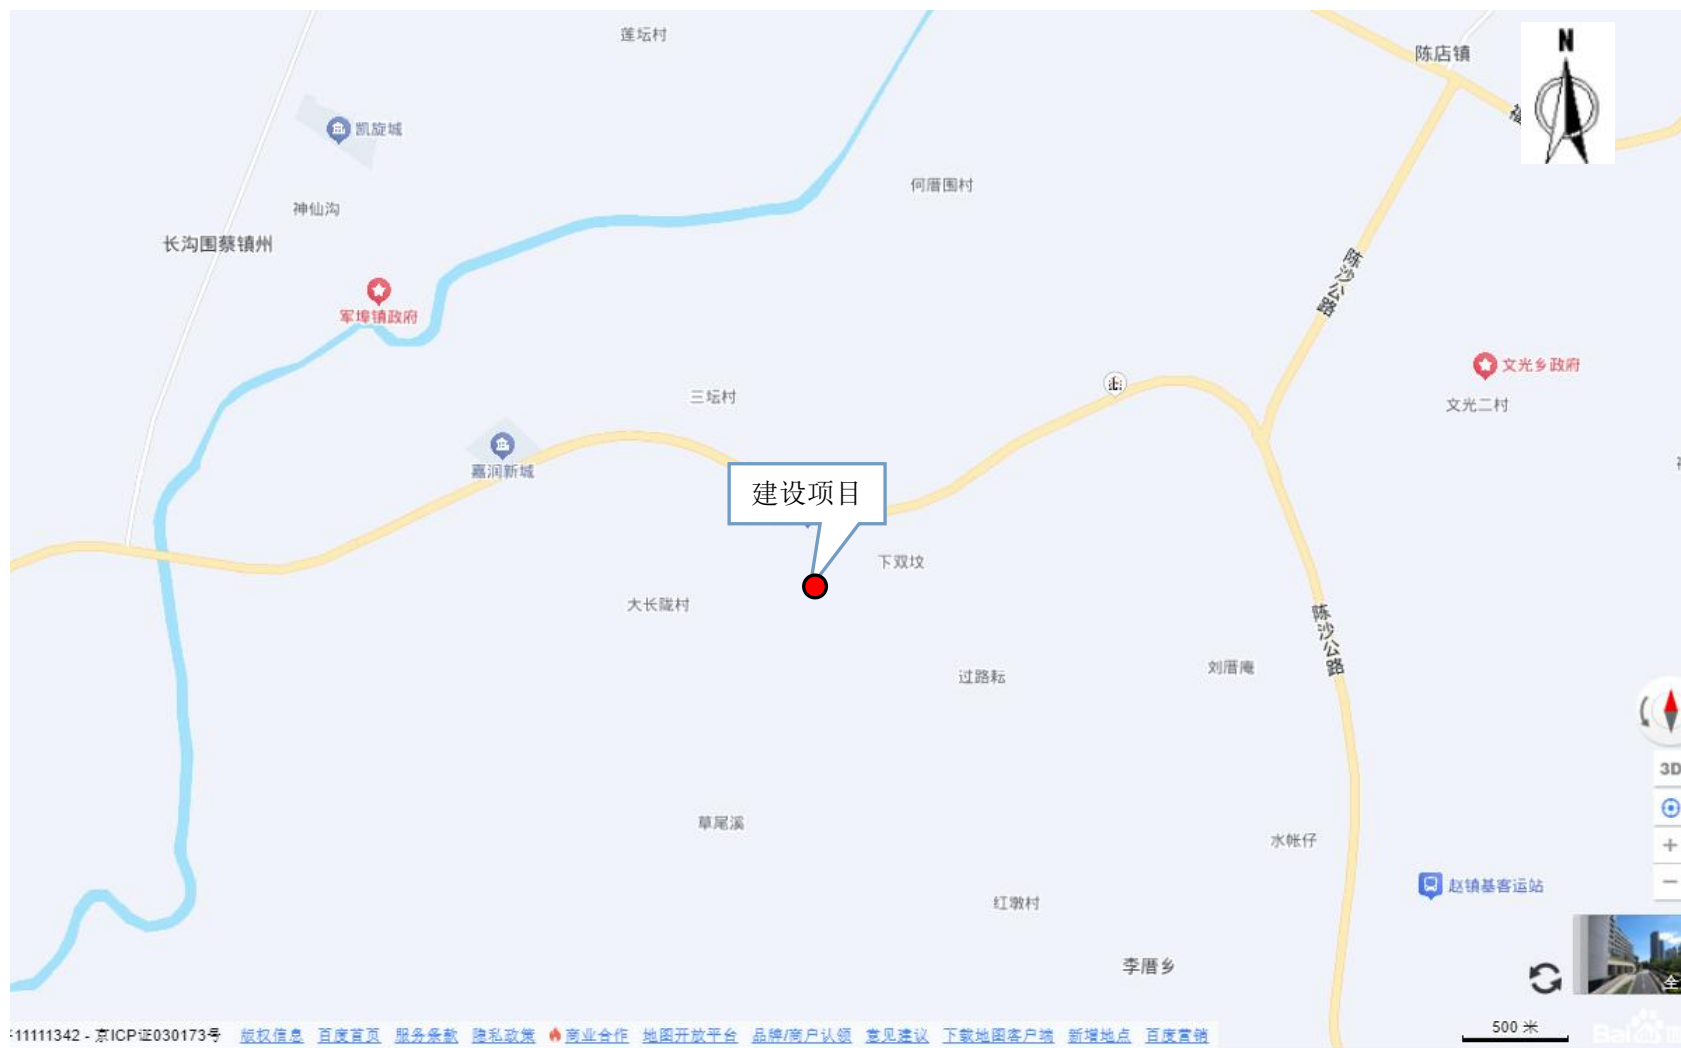 莲坛村
陈店镇
N
凯旋城
何厝围村
神仙沟
长沟围蔡镇州
陈沙公路
军埠镇政府
文光乡政府
三坛村
文光二村
嘉润新城
建设项目
下双坟
大长陇村
陈沙公路
过路耘
刘厝庵
3D
草尾溪
水帐仔
赵镇基客运站
红墩村
李厝乡
全
500 米
11111342 - 京ICP证030173号 版权信息 百度首页 服务条款 隐私政策 商业合作 地图开放平台 品牌/商户认领 意见建议 下载地图客户端 新增地点 百度营销